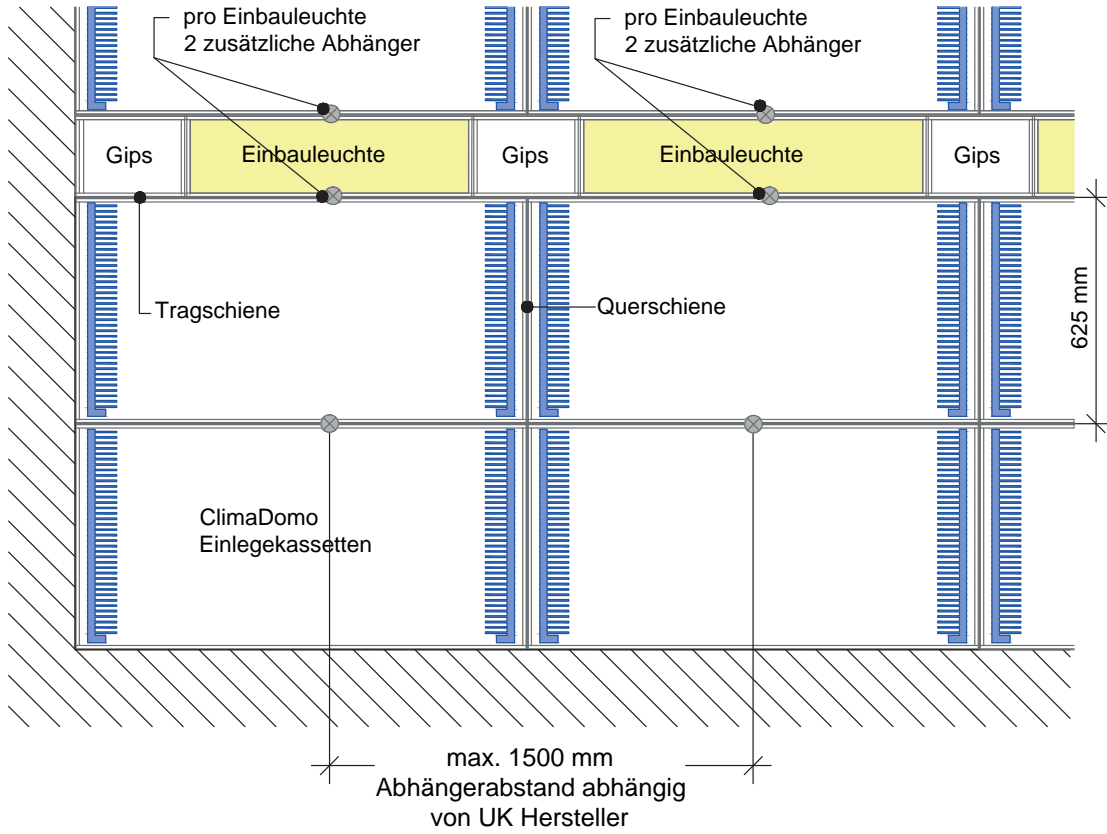 pro Einbauleuchte
2 zusätzliche Abhänger
pro Einbauleuchte
2 zusätzliche Abhänger
Gips
Einbauleuchte
Gips
Einbauleuchte
Gips
Tragschiene
Querschiene
625 mm
ClimaDomo
Einlegekassetten
max. 1500 mm
Abhängerabstand abhängig
von UK Hersteller